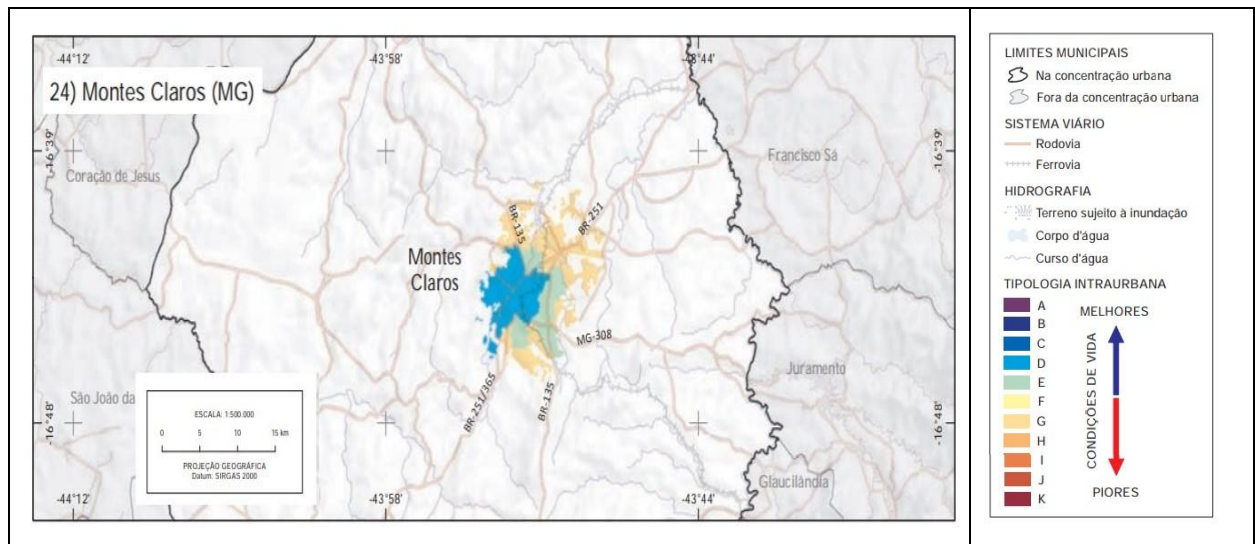 -44°12'
-43°58'
-43°44'
24) Montes Claros (MG)
-16°39'
-16°39'
Coração de Jesus
Francisco Sá
BR-135
BR-251
Montes
Claros
MG-308
Juramento
São João da
BR-251/365
BR-135
-16°48'
-16°48'
ESCALA: 1:500.000
0 5 10 15 km
PROJEÇÃO GEOGRÁFICA
Datum: SIRGAS 2000
Glaucilândia
-44°12'
-43°58'
-43°44'
LIMITES MUNICIPAIS
Na concentração urbana
Fora da concentração urbana
SISTEMA VIÁRIO
Rodovia
Ferrovia
HIDROGRAFIA
Terreno sujeito à inundação
Corpo d'água
Curso d'água
TIPOLOGIA INTRAURBANA
A
B
C
D
E
F
G
H
I
J
K
MELHORES
CONDIÇÕES DE VIDA
PIORES